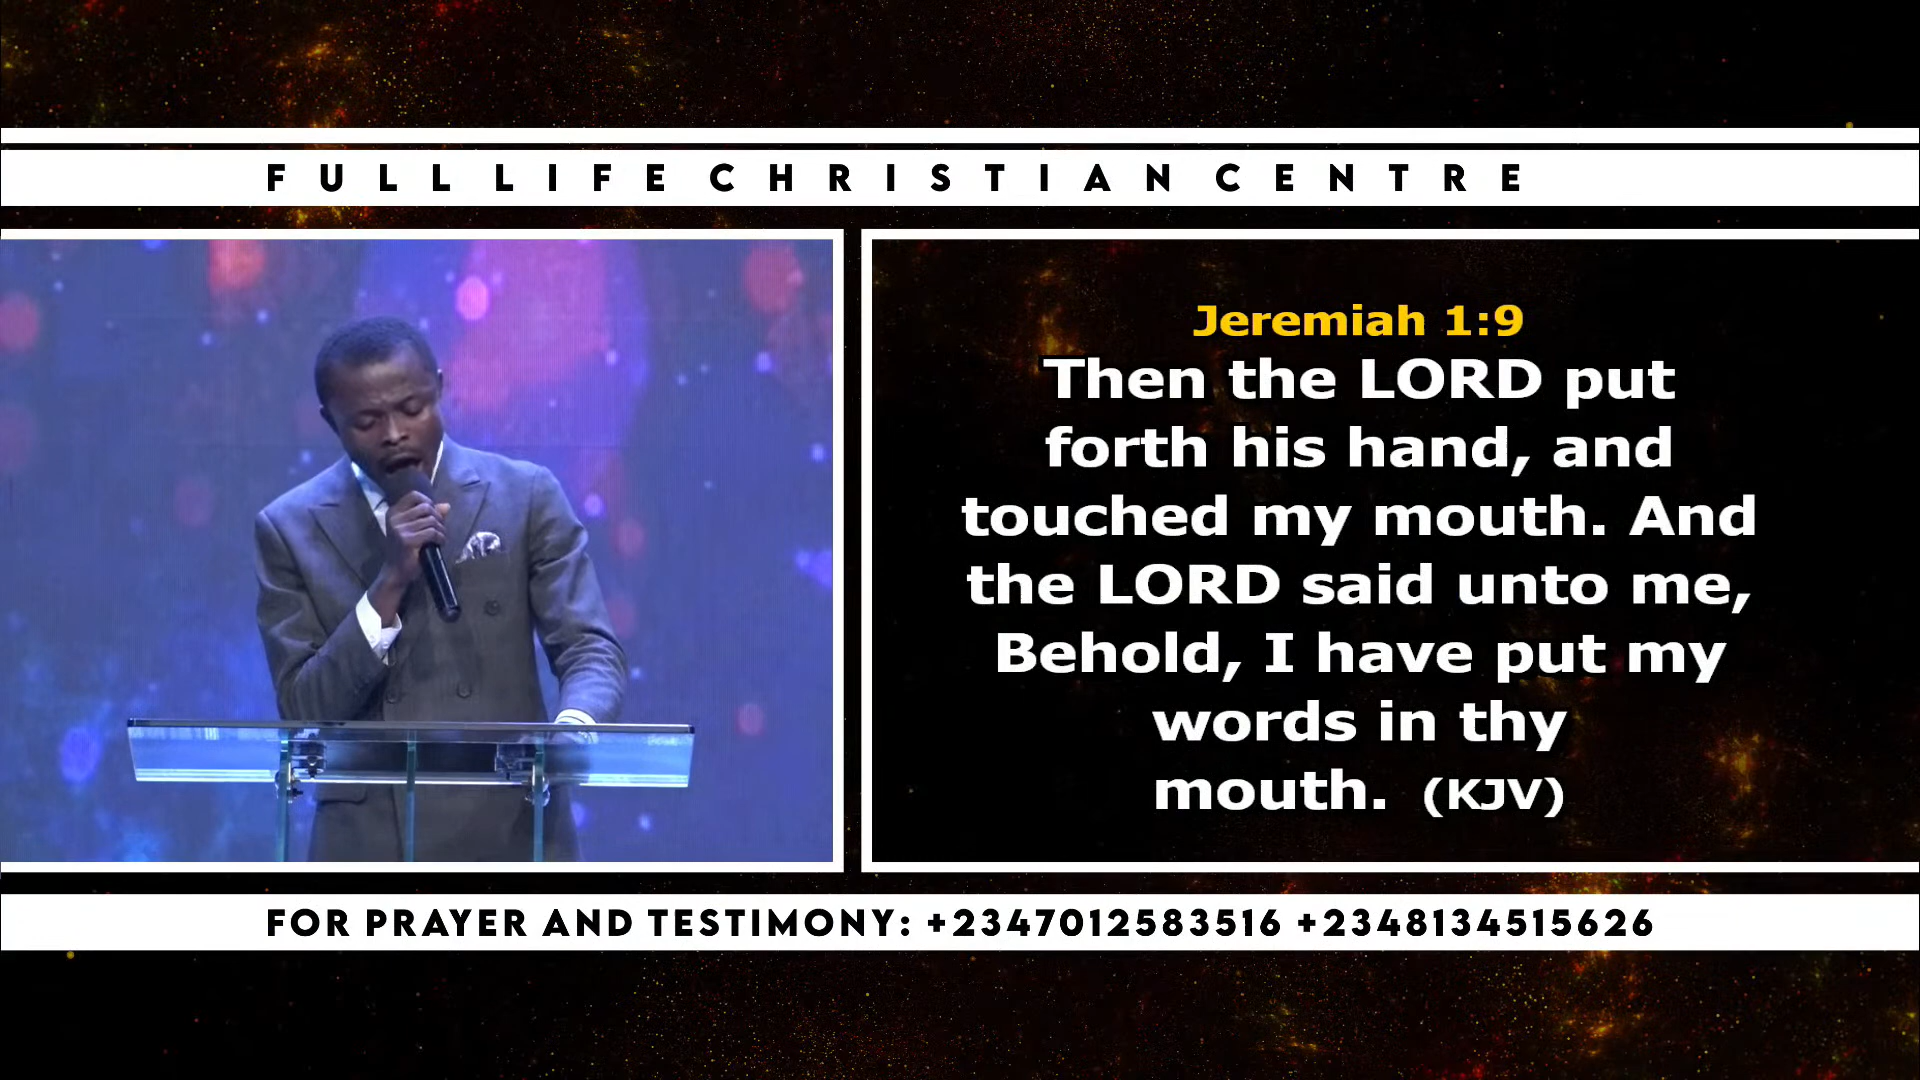 FULL LIFE CHRISTIAN CENTRE
Jeremiah 1:9
Then the LORD put
forth his hand, and
touched my mouth. And
the LORD said unto me,
Behold, I have put my
words in thy
mouth. (KJV)
FOR PRAYER AND TESTIMONY: +2347012583516 +2348134515626